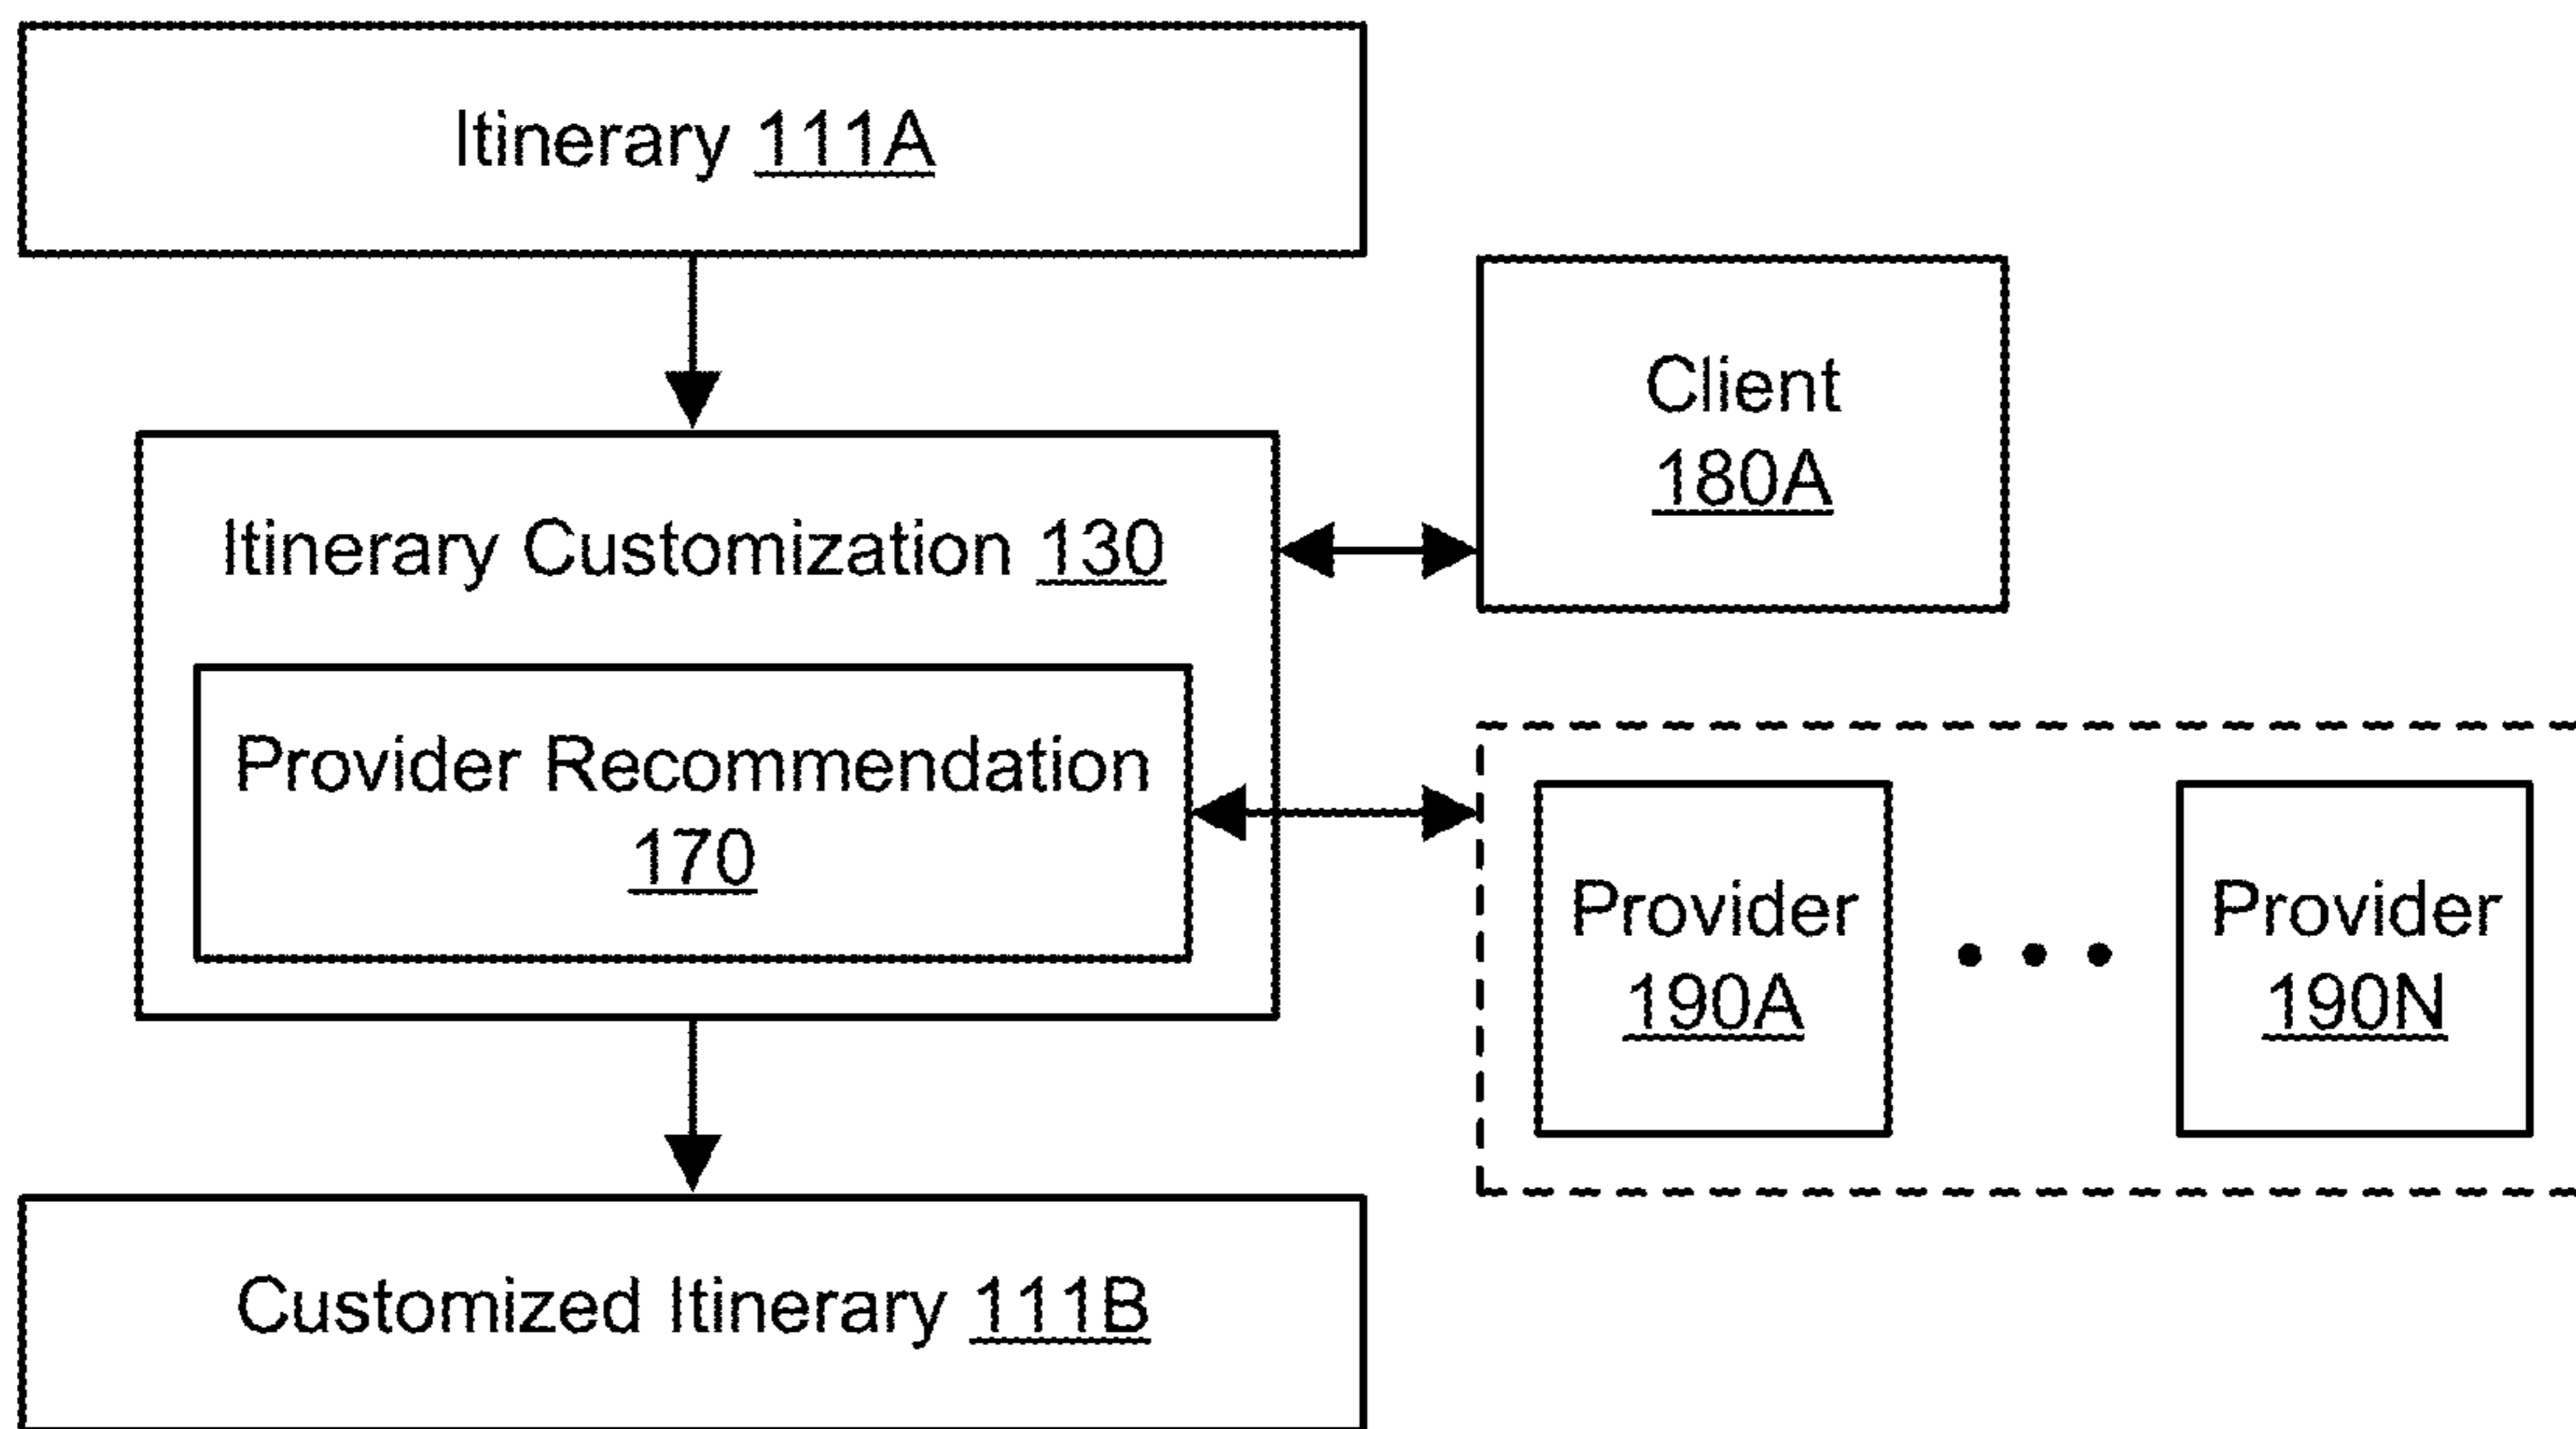 Itinerary 111A
Client
180A
Itinerary Customization 130
Provider Recommendation
170
Provider
190A
Provider
190N
Customized Itinerary 111B